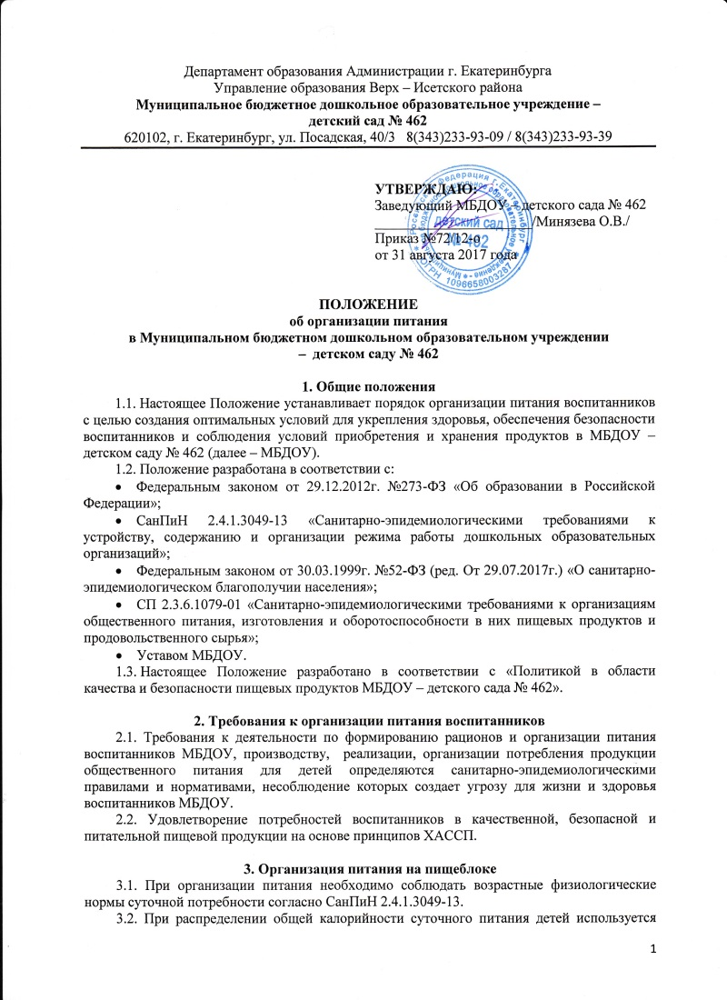 Департамент образования Администрации г. Екатеринбурга
Управление образования Верх – Исетского района
Муниципальное бюджетное дошкольное образовательное учреждение –
детский сад № 462
620102, г. Екатеринбург, ул. Посадская, 40/3 8(343)233-93-09 / 8(343)233-93-39
УТВЕРЖДАЮ:
Заведующий МБДОУ – детского сада № 462
/Минязева О.В./
Приказ №72/12-о
от 31 августа 2017 года
Российская Федерация г.Екатеринбург
Детский сад
№ 462
ОГРН 1096658003287
ПОЛОЖЕНИЕ
об организации питания
в Муниципальном бюджетном дошкольном образовательном учреждении
– детском саду № 462
1. Общие положения
1.1. Настоящее Положение устанавливает порядок организации питания воспитанников
с целью создания оптимальных условий для укрепления здоровья, обеспечения безопасности
воспитанников и соблюдения условий приобретения и хранения продуктов в МБДОУ –
детском саду № 462 (далее – МБДОУ).
1.2. Положение разработана в соответствии с:
• Федеральным законом от 29.12.2012г. №273-ФЗ «Об образовании в Российской
Федерации»;
• СанПиН 2.4.1.3049-13 «Санитарно-эпидемиологическими требованиями к
устройству, содержанию и организации режима работы дошкольных образовательных
организаций»;
• Федеральным законом от 30.03.1999г. №52-ФЗ (ред. От 29.07.2017г.) «О санитарно-
эпидемиологическом благополучии населения»;
• СП 2.3.6.1079-01 «Санитарно-эпидемиологическими требованиями к организациям
общественного питания, изготовления и оборотоспособности в них пищевых продуктов и
продовольственного сырья»;
• Уставом МБДОУ.
1.3. Настоящее Положение разработано в соответствии с «Политикой в области
качества и безопасности пищевых продуктов МБДОУ – детского сада № 462».
2. Требования к организации питания воспитанников
2.1. Требования к деятельности по формированию рационов и организации питания
воспитанников МБДОУ, производству, реализации, организации потребления продукции
общественного питания для детей определяются санитарно-эпидемиологическими
правилами и нормативами, несоблюдение которых создает угрозу для жизни и здоровья
воспитанников МБДОУ.
2.2. Удовлетворение потребностей воспитанников в качественной, безопасной и
питательной пищевой продукции на основе принципов ХАССП.
3. Организация питания на пищеблоке
3.1. При организации питания необходимо соблюдать возрастные физиологические
нормы суточной потребности согласно СанПиН 2.4.1.3049-13.
3.2. При распределении общей калорийности суточного питания детей используется
1